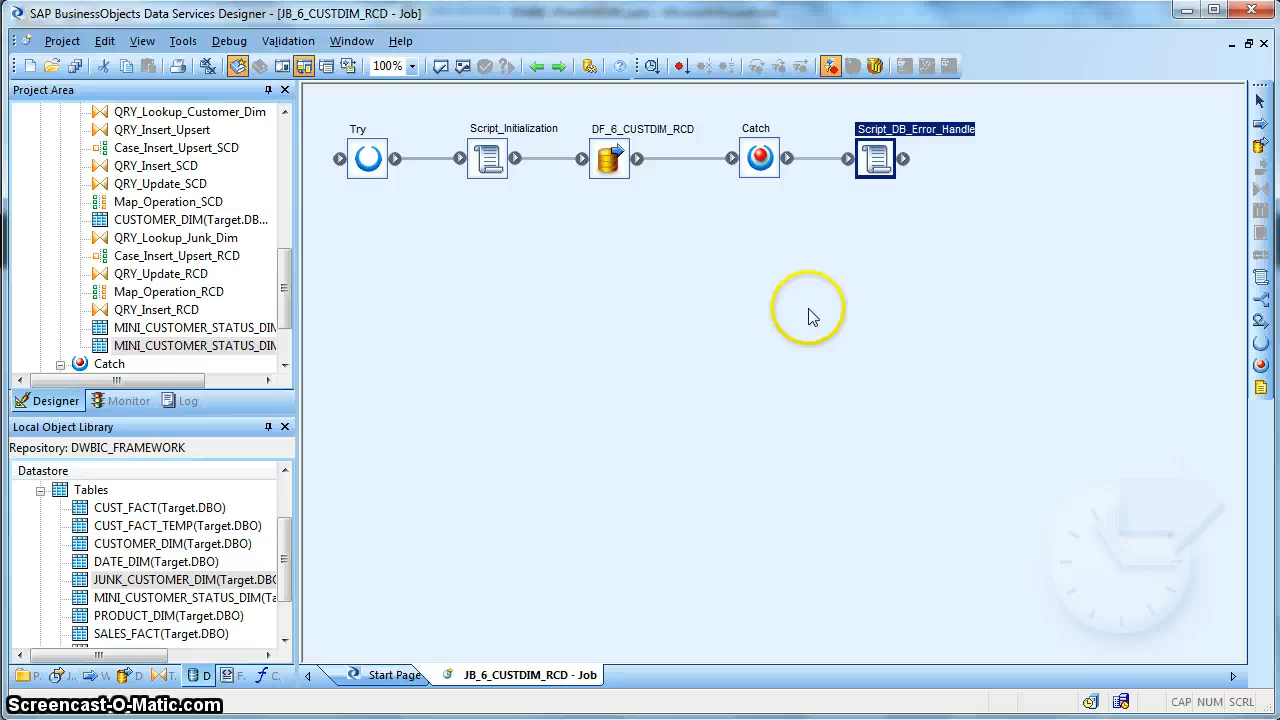 SAP BusinessObjects Data Services Designer - [JB_6_CUSTDIM_RCD - Job]
Project Edit View Tools Debug Validation Window Help
100%
Project Area
QRY_Lookup_Customer_Dim
QRY_Insert_Upsert
Case_Insert_Upsert_SCD
QRY_Insert_SCD
QRY_Update_SCD
Map_Operation_SCD
CUSTOMER_DIM(Target.DB...
QRY_Lookup_Junk_Dim
Case_Insert_Upsert_RCD
QRY_Update_RCD
Map_Operation_RCD
QRY_Insert_RCD
MINI_CUSTOMER_STATUS_DIM
MINI_CUSTOMER_STATUS_DIM
Catch
Designer Monitor Log
Local Object Library
Repository: DWBIC_FRAMEWORK
Datastore
Tables
CUST_FACT(Target.DBO)
CUST_FACT_TEMP(Target.DBO)
CUSTOMER_DIM(Target.DBO)
DATE_DIM(Target.DBO)
JUNK_CUSTOMER_DIM(Target.DBO
MINI_CUSTOMER_STATUS_DIM(Ta
PRODUCT_DIM(Target.DBO)
SALES_FACT(Target.DBO)
P. J.. W D. T. D F. C.
Try
Script_Initialization
DF_6_CUSTDIM_RCD
Catch
Script_DB_Error_Handle
Start Page JB_6_CUSTDIM_RCD - Job
CAP NUM SCRL
Screencast-O-Matic.com